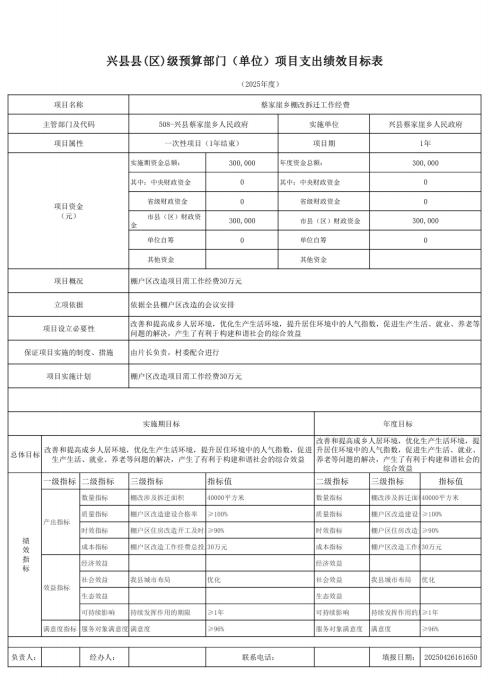 兴县县(区)级预算部门（单位）项目支出绩效目标表
（2025年度）
项目名称 蔡家崖乡棚改拆迁工作经费
主管部门及代码 508-兴县蔡家崖乡人民政府 实施单位 兴县蔡家崖乡人民政府
项目属性 一次性项目（1年结束） 项目期 1年
项目资金
（元）
实施期资金总额： 300,000 年度资金总额： 300,000
其中：中央财政资金 0 其中：中央财政资金 0
省级财政资金 0 省级财政资金 0
市县（区）财政资金 300,000 市县（区）财政资金 300,000
单位自筹 0 单位自筹 0
其他资金 其他资金
项目概况 棚户区改造项目需工作经费30万元
立项依据 依据全县棚户区改造的会议安排
项目设立必要性 改善和提高成乡人居环境，优化生产生活环境，提升居住环境中的人气指数，促进生产生活、就业、养老等
问题的解决，产生了有利于构建和谐社会的综合效益
保证项目实施的制度、措施 由片长负责，村委配合进行
项目实施计划 棚户区改造项目需工作经费30万元
实施期目标 年度目标
总体目标
改善和提高成乡人居环境，优化生产生活环境，提升居住环境中的人气指数，促进
生产生活、就业、养老等问题的解决，产生了有利于构建和谐社会的综合效益
改善和提高成乡人居环境，优化生产生活环境，提
升居住环境中的人气指数，促进生产生活、就业、
养老等问题的解决，产生了有利于构建和谐社会的
综合效益
绩效指标
一级指标 二级指标 三级指标 指标值 二级指标 三级指标 指标值
产出指标
数量指标 棚改涉及拆迁面积 40000平方米 数量指标 棚改涉及拆迁面 40000平方米
质量指标 棚户区改造建设合格率 ≥100% 质量指标 棚户区改造建设 ≥100%
时效指标 棚户区住房改造开工及时 ≥90% 时效指标 棚户区住房改造 ≥90%
成本指标 棚户区改造工作经费总投 30万元 成本指标 棚户区改造工作 30万元
效益指标
经济效益 经济效益
社会效益 我县城市布局 优化 社会效益 我县城市布局 优化
生态效益 生态效益
可持续影响 持续发挥作用的期限 ≥1年 可持续影响 持续发挥作用的 ≥1年
满意度指标 服务对象满意度 满意度 ≥96% 服务对象满意度 满意度 ≥96%
负责人： 经办人： 联系电话： 填报日期： 20250426161650